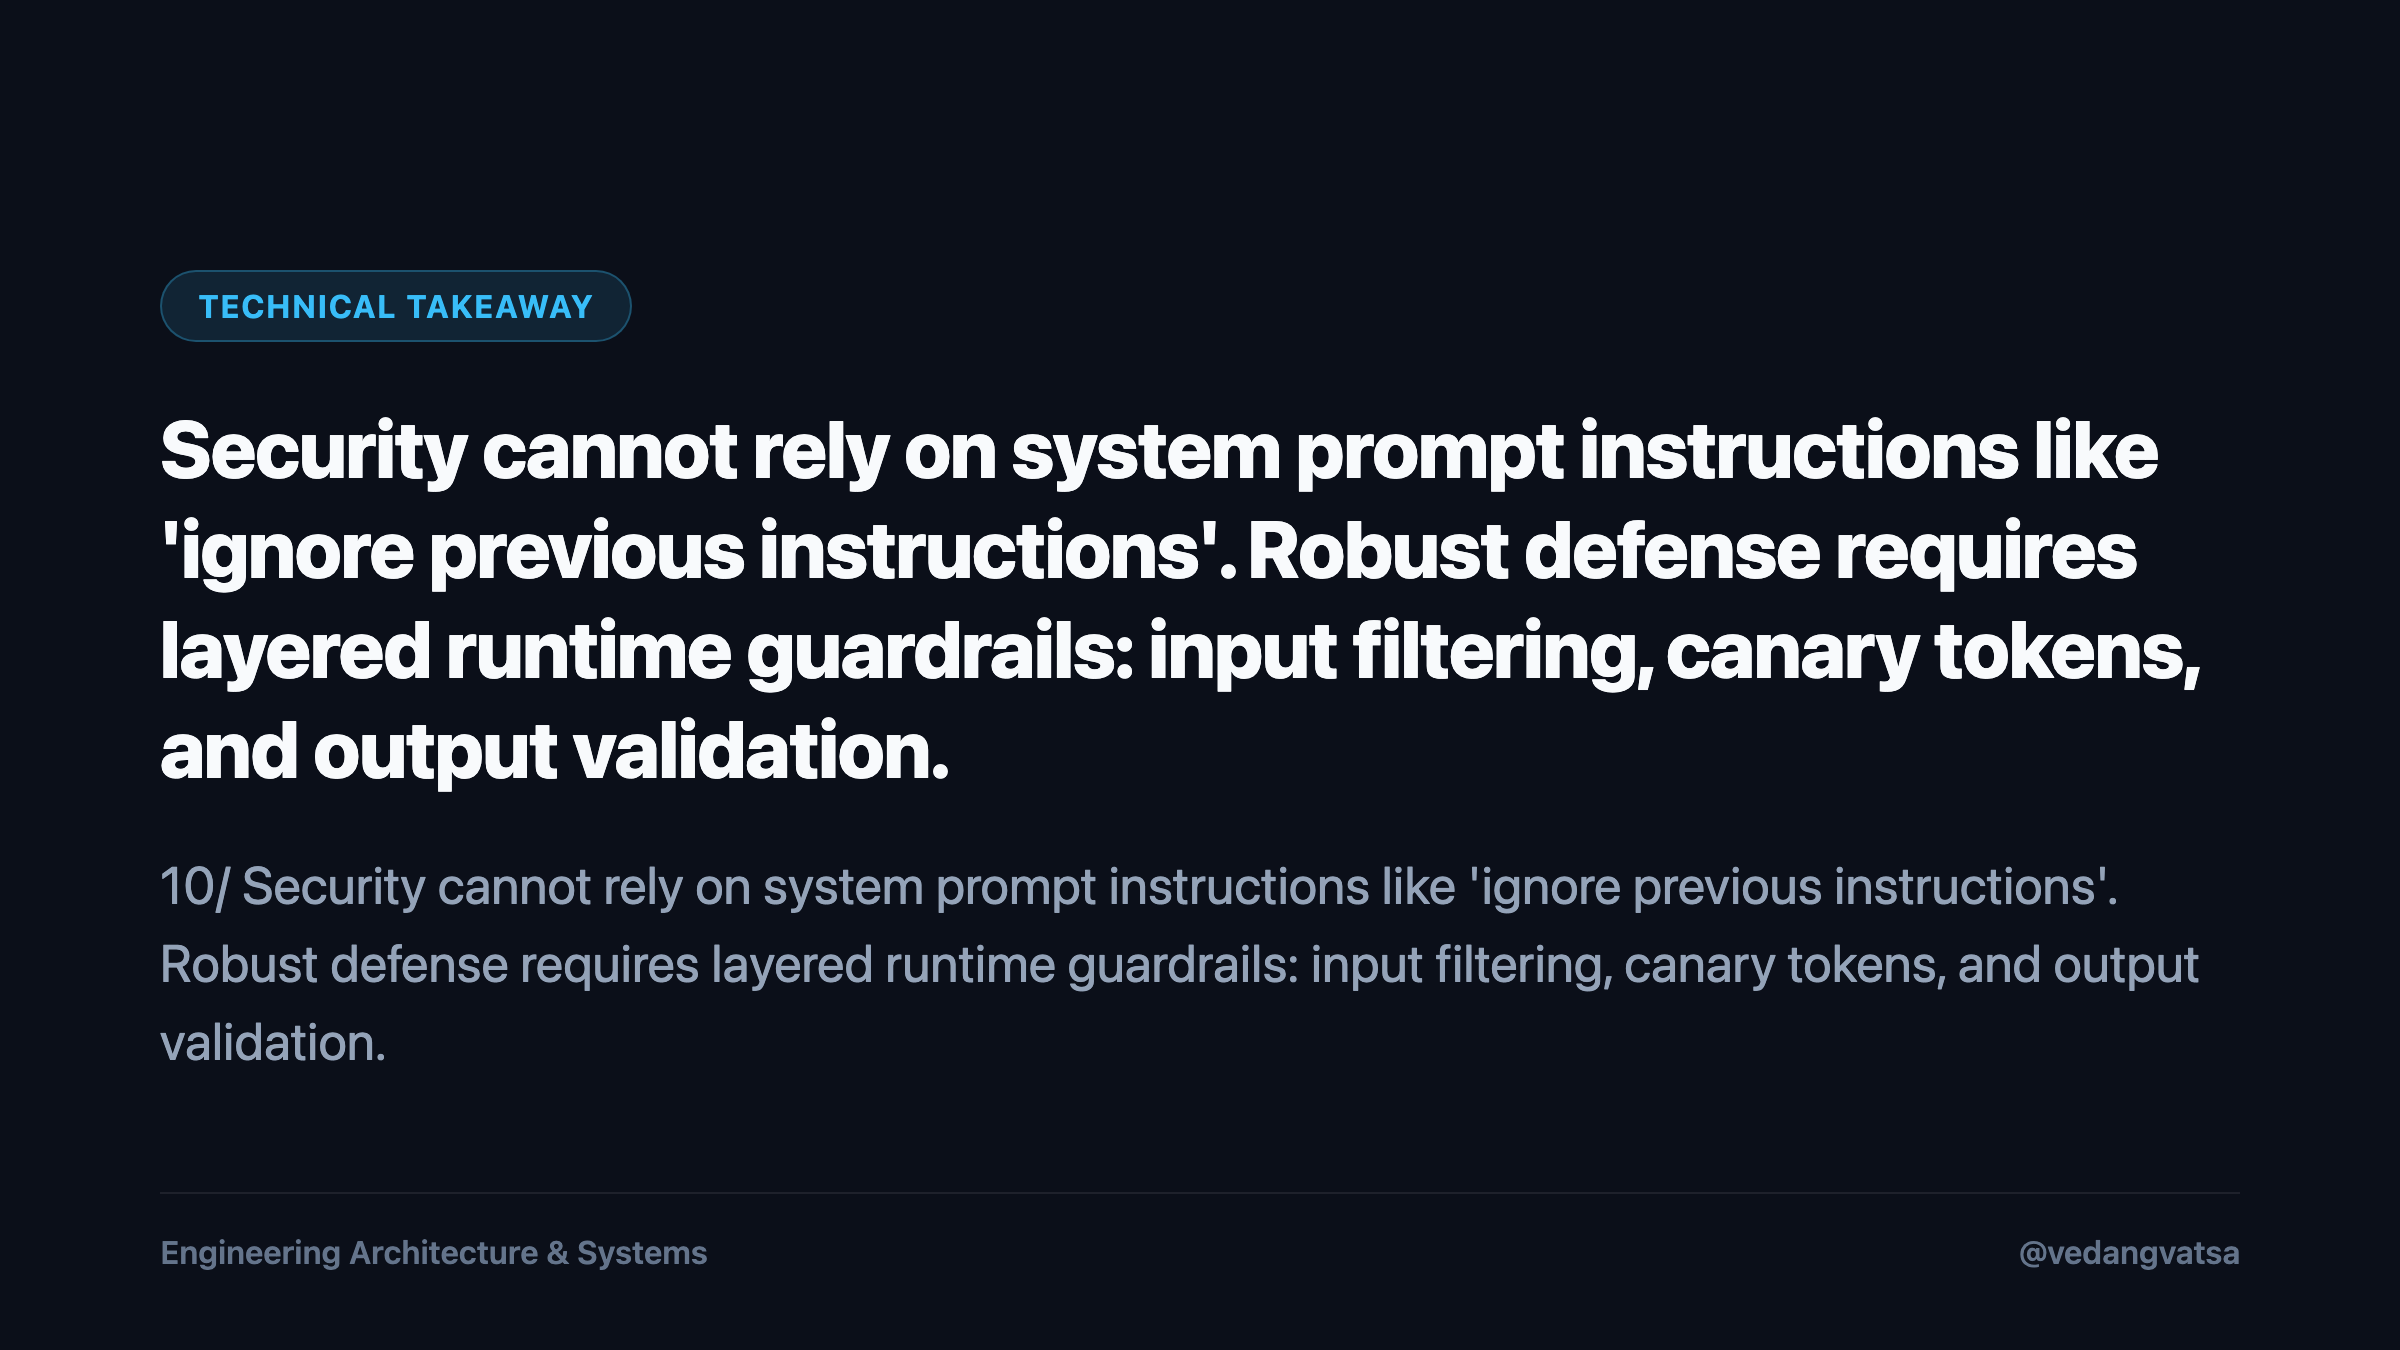 TECHNICAL TAKEAWAY
Security cannot rely on system prompt instructions like
'ignore previous instructions'. Robust defense requires
layered runtime guardrails: input filtering, canary tokens,
and output validation.
10/ Security cannot rely on system prompt instructions like 'ignore previous instructions'.
Robust defense requires layered runtime guardrails: input filtering, canary tokens, and output
validation.
Engineering Architecture & Systems
@vedangvatsa